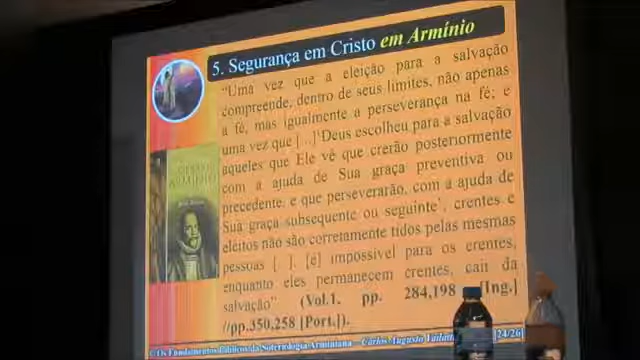 5. Segurança em Cristo em Armínio
“Uma vez que a eleição para a salvação
compreende, dentro de seus limites, não apenas
a fé, mas igualmente a perseverança na fé; e
uma vez que [...] ‘Deus escolheu para a salvação
aqueles que Ele vê que crerão posteriormente
com a ajuda de Sua graça preventiva ou
precedente, e que perseverarão, com a ajuda de
Sua graça subsequente ou seguinte’, crentes e
eleitos não são corretamente tidos pelas mesmas
pessoas [...]. [é] impossível para os crentes,
enquanto eles permanecem crentes, cair da
salvação” (Vol.1, pp. 284,198 [Ing.]
//pp.350,258 [Port.]).
©Os Fundamentos Bíblicos da Soteriologia Arminiana – Carlos Augusto [24/26]